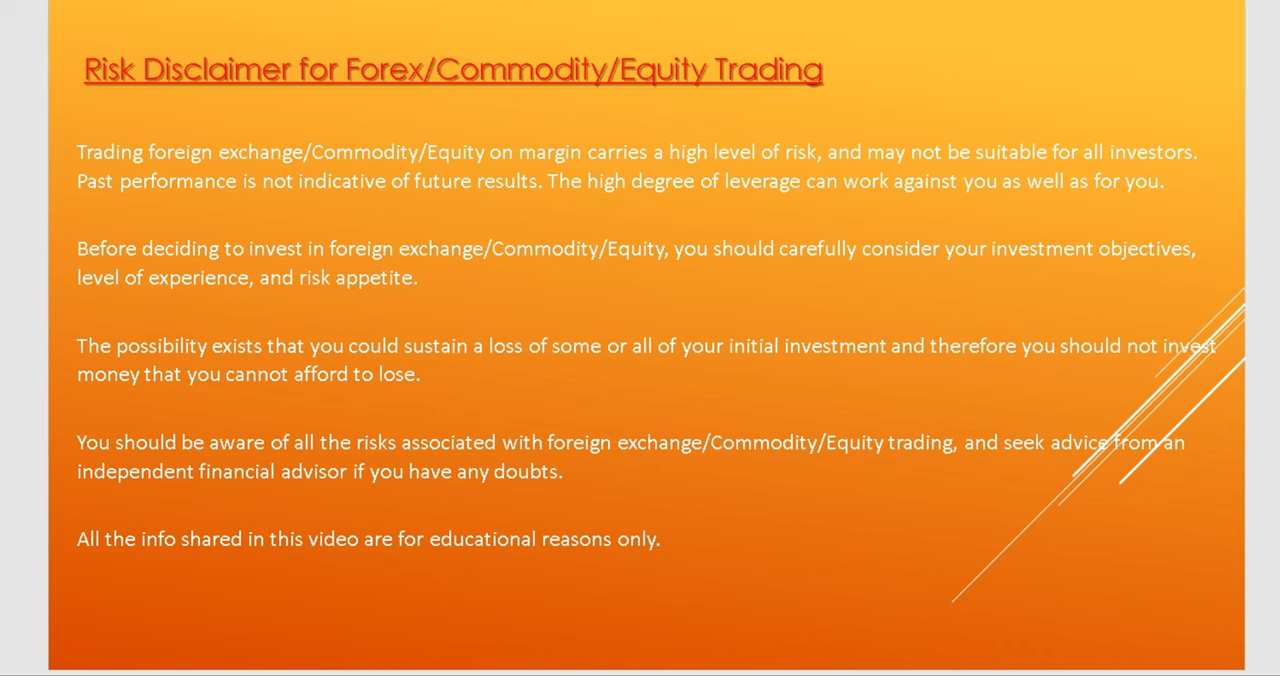 Risk Disclaimer for Forex/Commodity/Equity Trading
Trading foreign exchange/Commodity/Equity on margin carries a high level of risk, and may not be suitable for all investors.
Past performance is not indicative of future results. The high degree of leverage can work against you as well as for you.
Before deciding to invest in foreign exchange/Commodity/Equity, you should carefully consider your investment objectives,
level of experience, and risk appetite.
The possibility exists that you could sustain a loss of some or all of your initial investment and therefore you should not invest
money that you cannot afford to lose.
You should be aware of all the risks associated with foreign exchange/Commodity/Equity trading, and seek advice from an
independent financial advisor if you have any doubts.
All the info shared in this video are for educational reasons only.